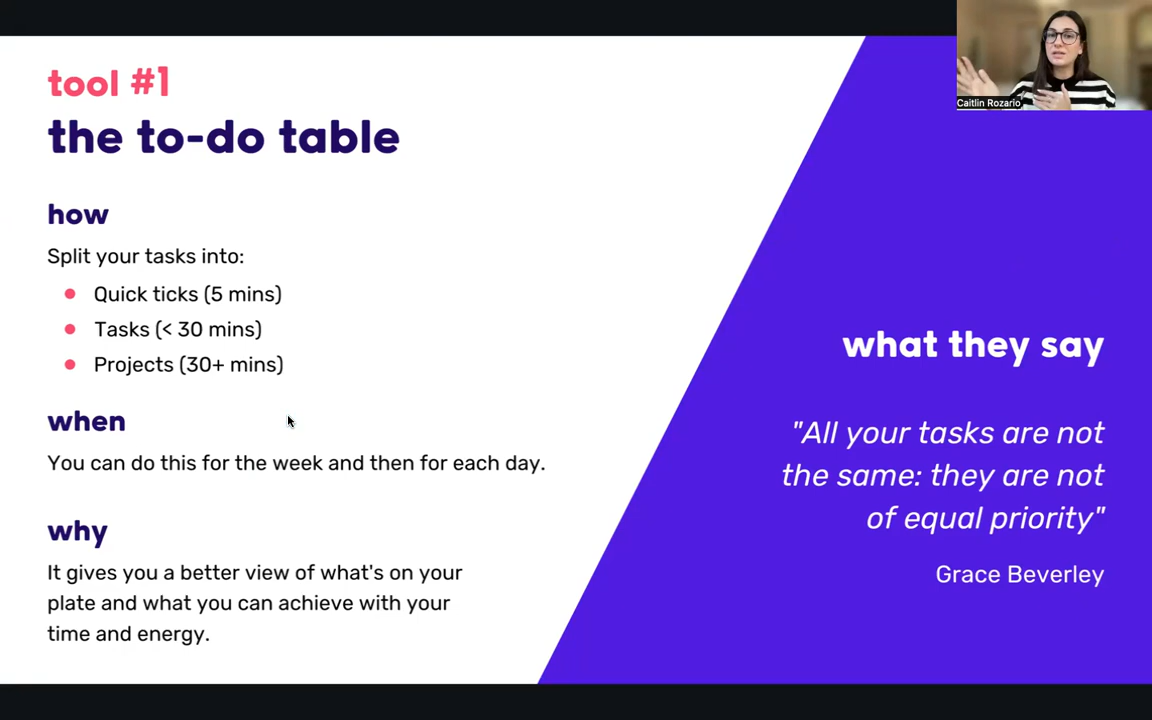 tool #1
the to-do table
how
Split your tasks into:
Quick ticks (5 mins)
Tasks (< 30 mins)
Projects (30+ mins)
when
You can do this for the week and then for each day.
why
It gives you a better view of what's on your
plate and what you can achieve with your
time and energy.
Caitlin Rozario
what they say
"All your tasks are not
the same: they are not
of equal priority"
Grace Beverley